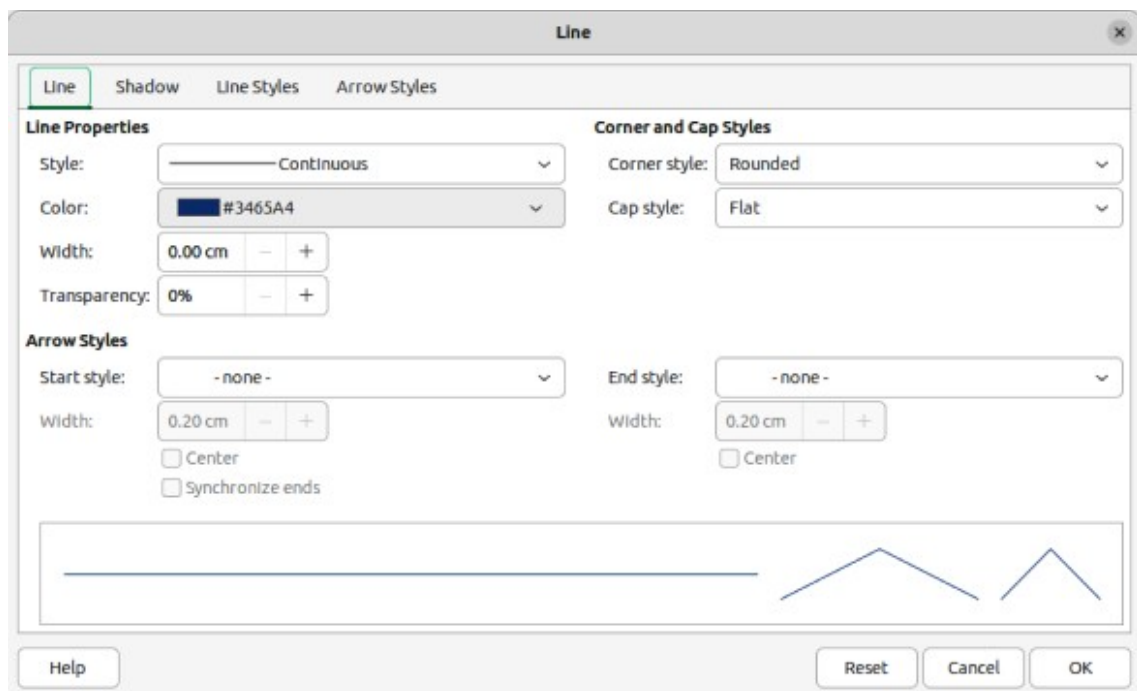 Line
Line Shadow Line Styles Arrow Styles
Line Properties
Style: Continuous
Color: #3465A4
Width: 0.00 cm − +
Transparency: 0% − +
Corner and Cap Styles
Corner style: Rounded
Cap style: Flat
Arrow Styles
Start style: - none -
Width: 0.20 cm − +
Center
Synchronize ends
End style: - none -
Width: 0.20 cm − +
Center
Help Reset Cancel OK